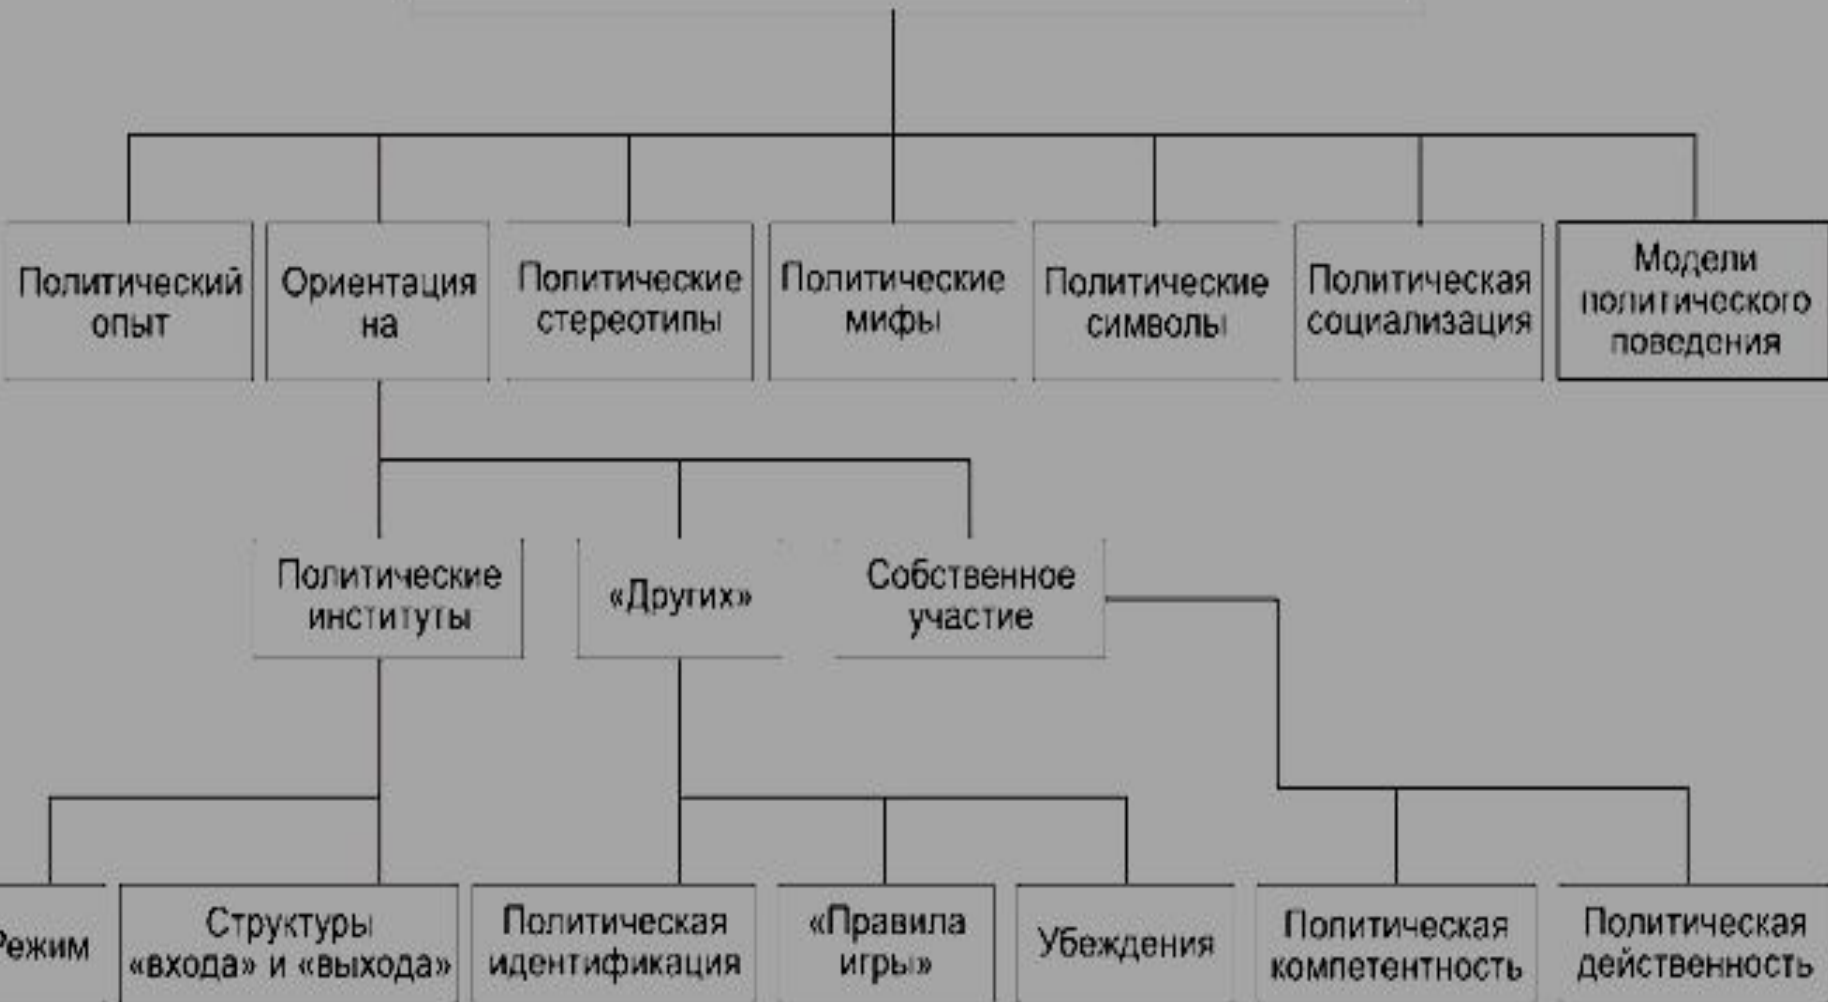 Политический
опыт
Ориентация
на
Политические
стереотипы
Политические
мифы
Политические
символы
Политическая
социализация
Модели
политического
поведения
Политические
институты
«Других»
Собственное
участие
Режим
Структуры
«входа» и «выхода»
Политическая
идентификация
«Правила
игры»
Убеждения
Политическая
компетентность
Политическая
действенность